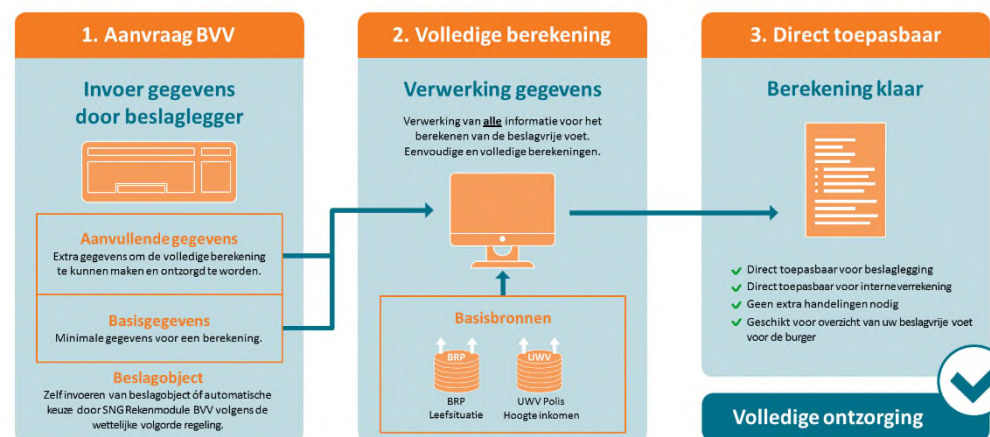 1. Aanvraag BVV
Invoer gegevens
door beslaglegger
Aanvullende gegevens
Extra gegevens om de volledige berekening
te kunnen maken en ontzorgd te worden.
Basisgegevens
Minimale gegevens voor een berekening.
Beslagobject
Zelf invoeren van beslagobject óf automatische
keuze door SNG Rekenmodule BVV volgens de
wettelijke volgorde regeling.
2. Volledige berekening
Verwerking gegevens
Verwerking van alle informatie voor het
berekenen van de beslagvrije voet.
Eenvoudige en volledige berekeningen.
Basisbronnen
BRP
UWV
BRP
Leefsituatie
UWV Polis
Hoogte inkomen
3. Direct toepasbaar
Berekening klaar
Direct toepasbaar voor beslaglegging
Direct toepasbaar voor interneverrekening
Geen extra handelingen nodig
Geschikt voor overzicht van uw beslagvrije voet
voor de burger
Volledige ontzorging